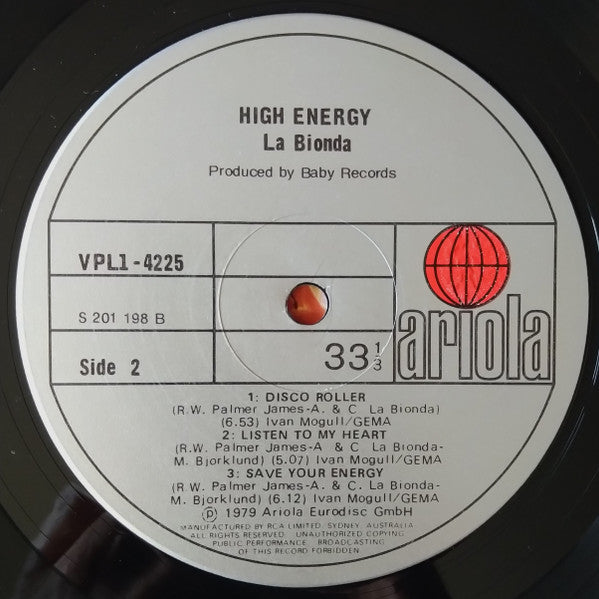 HIGH ENERGY
La Bionda
Produced by Baby Records
VPL1-4225
S 201 198 B
Side 2
33 1/3
ariola
1: DISCO ROLLER
(R.W. Palmer James-A. & C. La Bionda)
(6.53) Ivan Mogull/GEMA
2: LISTEN TO MY HEART
(R.W. Palmer James-A & C. La Bionda-
M. Bjorklund) (5.07) Ivan Mogull/GEMA
3: SAVE YOUR ENERGY
(R.W. Palmer James-A. & C. La Bionda-
M. Bjorklund) (6.12) Ivan Mogull/GEMA
℗ 1979 Ariola Eurodisc GmbH
MANUFACTURED BY RCA LIMITED, SYDNEY, AUSTRALIA
ALL RIGHTS RESERVED. UNAUTHORIZED COPYING
PUBLIC PERFORMANCE. BROADCASTING
OF THIS RECORD FORBIDDEN.